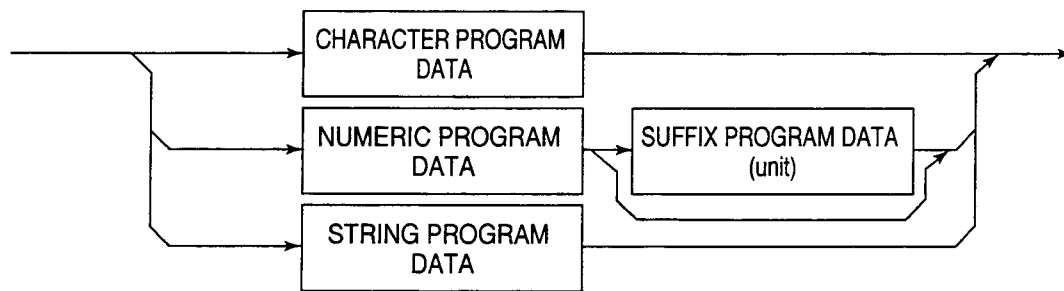 CHARACTER PROGRAM
DATA
NUMERIC PROGRAM
DATA
SUFFIX PROGRAM DATA
(unit)
STRING PROGRAM
DATA